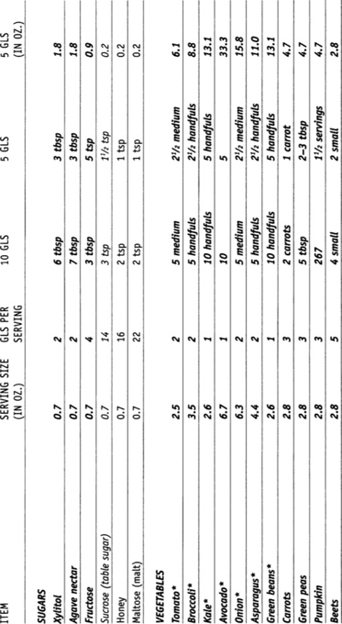 ITEM SERVING SIZE (IN OZ.) GLS PER SERVING 10 GLS 5 GLS 5 GLS (IN OZ.)
SUGARS
Xylitol 0.7 2 6 tbsp 3 tbsp 1.8
Agave nectar 0.7 2 7 tbsp 3 tbsp 1.8
Fructose 0.7 4 3 tbsp 5 tsp 0.9
Sucrose (table sugar) 0.7 14 3 tsp 1½ tsp 0.2
Honey 0.7 16 2 tsp 1 tsp 0.2
Maltose (malt) 0.7 22 2 tsp 1 tsp 0.2
VEGETABLES
Tomato* 2.5 2 5 medium 2½ medium 6.1
Broccoli* 3.5 2 5 handfuls 2½ handfuls 8.8
Kale* 2.6 1 10 handfuls 5 handfuls 13.1
Avocado* 6.7 1 10 5 33.3
Onion* 6.3 2 5 medium 2½ medium 15.8
Asparagus* 4.4 2 5 handfuls 2½ handfuls 11.0
Green beans* 2.6 1 10 handfuls 5 handfuls 13.1
Carrots 2.8 3 2 carrots 1 carrot 4.7
Green peas 2.8 3 5 tbsp 2–3 tbsp 4.7
Pumpkin 2.8 3 267 1½ servings 4.7
Beets 2.8 5 4 small 2 small 2.8